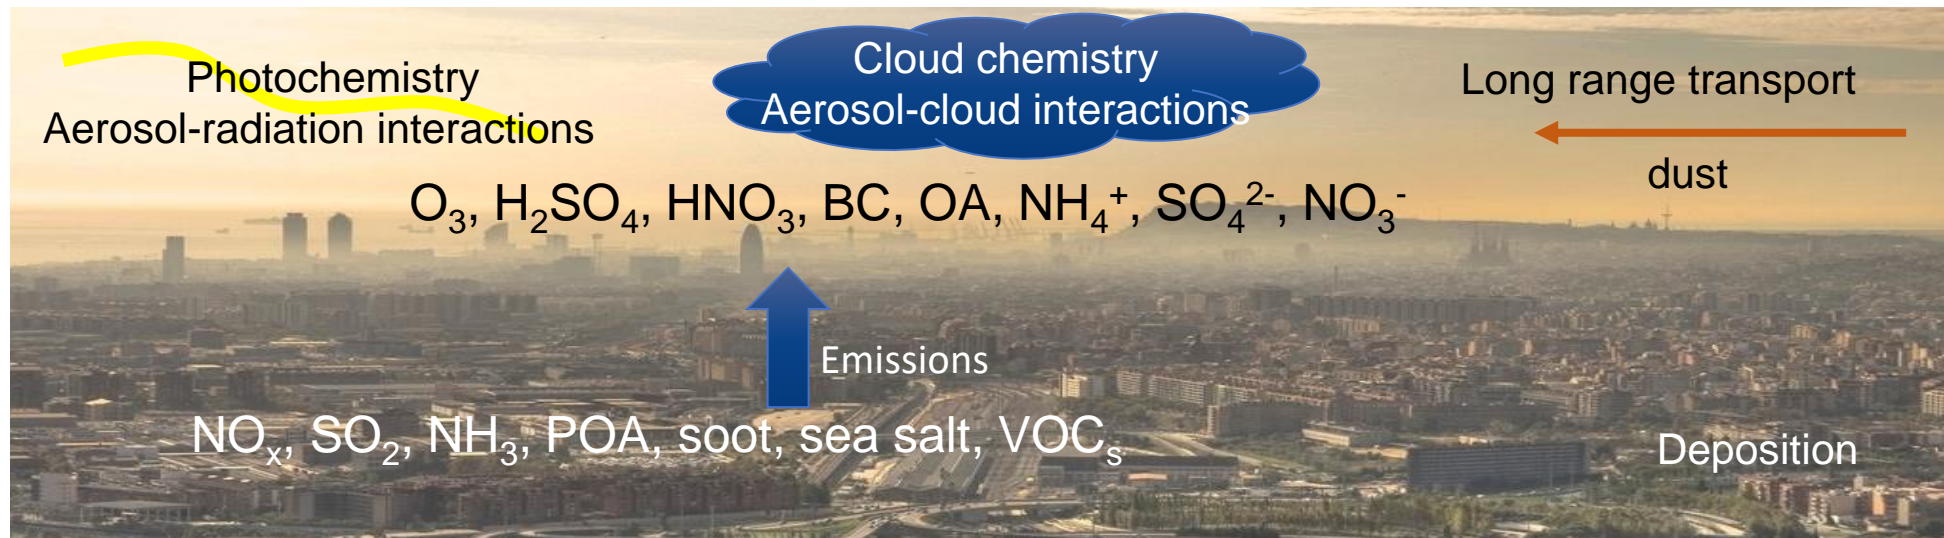 Photochemistry
Aerosol-radiation interactions
Cloud chemistry
Aerosol-cloud interactions
Long range transport
dust
O₃, H₂SO₄, HNO₃, BC, OA, NH₄⁺, SO₄²⁻, NO₃⁻
Emissions
NOₓ, SO₂, NH₃, POA, soot, sea salt, VOCₛ
Deposition